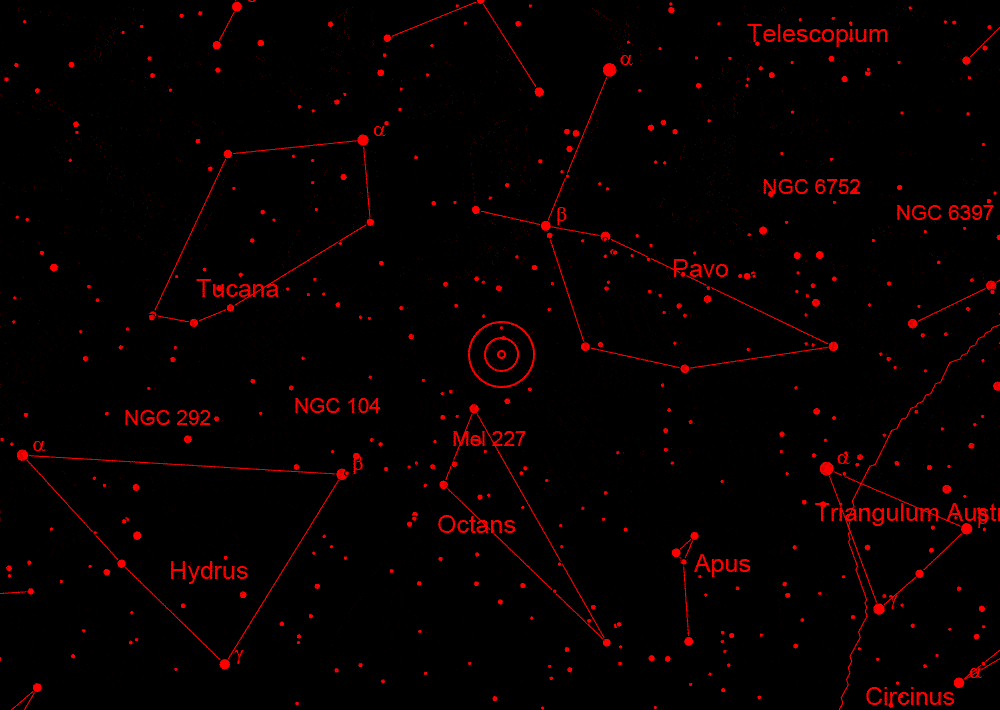 Telescopium
α
α
NGC 6752
NGC 6397
β
Pavo
Tucana
NGC 104
NGC 292
Mel 227
α
β
α
Triangulum Austr
β
Octans
Apus
Hydrus
γ
γ
α
Circinus